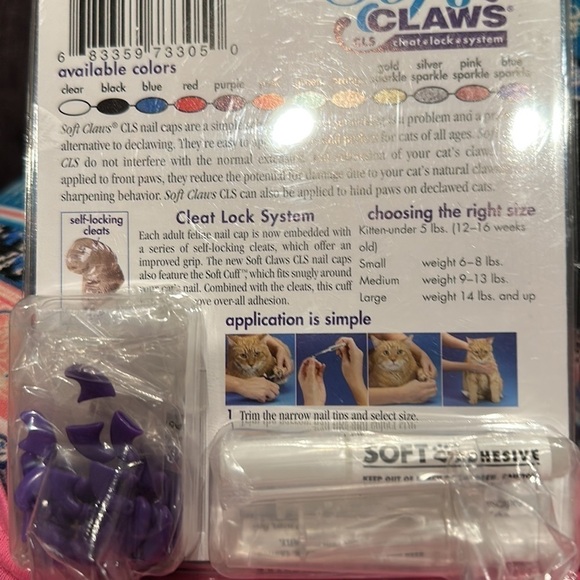 CLAWS®
CLS cleat•lock•system
6 83359 73305 0
available colors
clear black blue red purple gold sparkle silver sparkle pink sparkle blue
Soft Claws® CLS nail caps are a simple problem and a
alternative to declawing. They're easy to for cats of all ages.
CLS do not interfere with the normal of your cat's
applied to front paws, they reduce the potential for damage due to your cat's natural
sharpening behavior. Soft Claws CLS can also be applied to hind paws on declawed cats.
self-locking
cleats
Cleat Lock System
Each adult feline nail cap is now embedded with
a series of self-locking cleats, which offer an
improved grip. The new Soft Claws CLS nail caps
also feature the Soft Cuff™, which fits snugly around
nail. Combined with the cleats, this cuff
over-all adhesion.
choosing the right size
Kitten-under 5 lbs. (12–16 weeks
old)
Small weight 6–8 lbs.
Medium weight 9–13 lbs.
Large weight 14 lbs. and up
application is simple
1 Trim the narrow nail tips and select size.
SOFT ADHESIVE
KEEP OUT OF